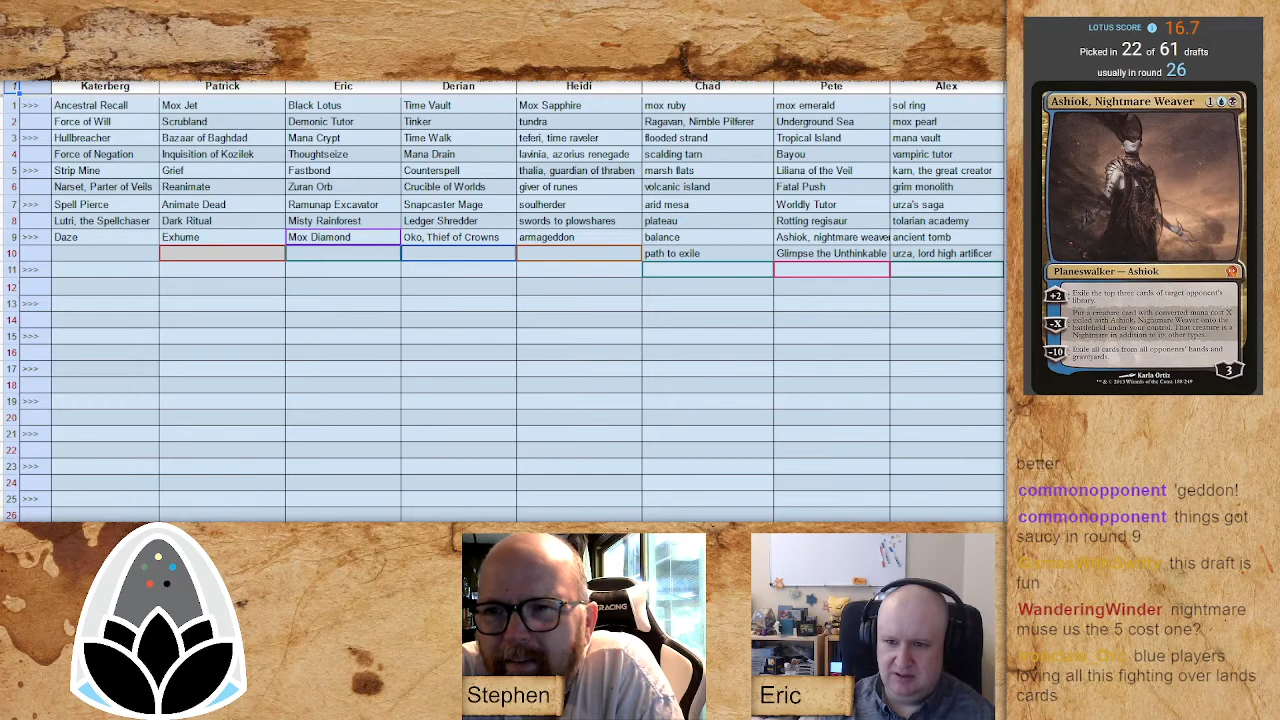 LOTUS SCORE 16.7
Picked in 22 of 61 drafts
usually in round 26
Katerberg Patrick Eric Derian Heidi Chad Pete Alex
1 >>> Ancestral Recall Mox Jet Black Lotus Time Vault Mox Sapphire mox ruby mox emerald sol ring
2 Force of Will Scrubland Demonic Tutor Tinker tundra Ragavan, Nimble Pilferer Underground Sea mox pearl
3 >>> Hullbreacher Bazaar of Baghdad Mana Crypt Time Walk teferi, time raveler flooded strand Tropical Island mana vault
4 Force of Negation Inquisition of Kozilek Thoughtseize Mana Drain lavinia, azorius renegade scalding tarn Bayou vampiric tutor
5 >>> Strip Mine Grief Fastbond Counterspell thalia, guardian of thraben marsh flats Liliana of the Veil karn, the great creator
6 Narset, Parter of Veils Reanimate Zuran Orb Crucible of Worlds giver of runes volcanic island Fatal Push grim monolith
7 >>> Spell Pierce Animate Dead Ramunap Excavator Snapcaster Mage soulherder arid mesa Worldly Tutor urza's saga
8 Lutri, the Spellchaser Dark Ritual Misty Rainforest Ledger Shredder swords to plowshares plateau Rotting regisaur tolarian academy
9 >>> Daze Exhume Mox Diamond Oko, Thief of Crowns armageddon balance Ashiok, nightmare weaver ancient tomb
10 path to exile Glimpse the Unthinkable urza, lord high artificer
11 >>>
12
13 >>>
14
15 >>>
16
17 >>>
18
19 >>>
20
21 >>>
22
23 >>>
24
25 >>>
26
Ashiok, Nightmare Weaver 1
Planeswalker — Ashiok
+2 : Exile the top three cards of target opponent's
library.
-X : Put a creature card with converted mana cost X
exiled with Ashiok, Nightmare Weaver onto the
battlefield under your control. That creature is a
Nightmare in addition to its other types.
-10 : Exile all cards from all opponents' hands and
graveyards.
3
Karla Ortiz
™ & © 2013 Wizards of the Coast 188/249
better
commonopponent 'geddon!
commonopponent things got
saucy in round 9
this draft is
fun
WanderingWinder nightmare
muse us the 5 cost one?
blue players
loving all this fighting over lands
cards
RACING
Stephen
Eric